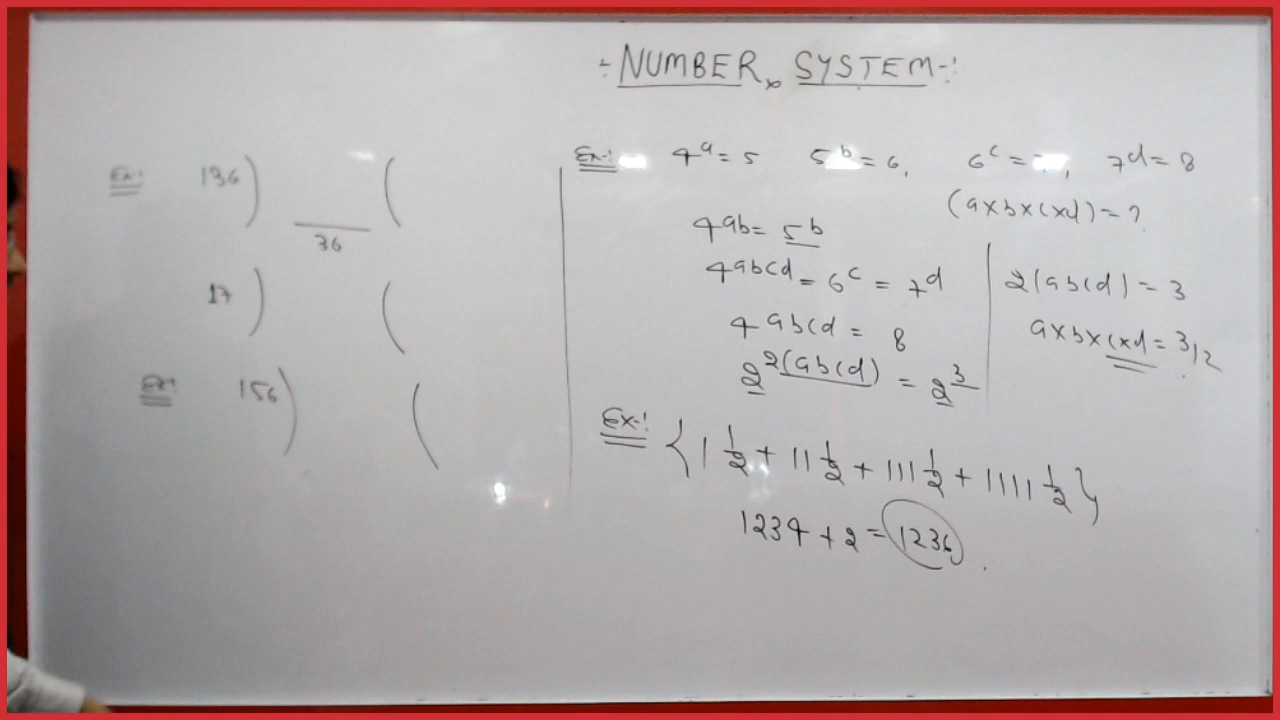 ÷ NUMBER SYSTEM -:
Ex-: 136) (
36
17) (
Ex-: 156) (
Ex-: 4^a = 5 5^b = 6, 6^c = , 7^d = 8
(a×b×c×d) = ?
4^ab = 5^b
4^abcd = 6^c = 7^d
4^abcd = 8
2^2(abcd) = 2^3
2(abcd) = 3
a×b×c×d = 3/2
Ex-: {1 1/2 + 11 1/2 + 111 1/2 + 1111 1/2}
1234 + 2 = 1236.